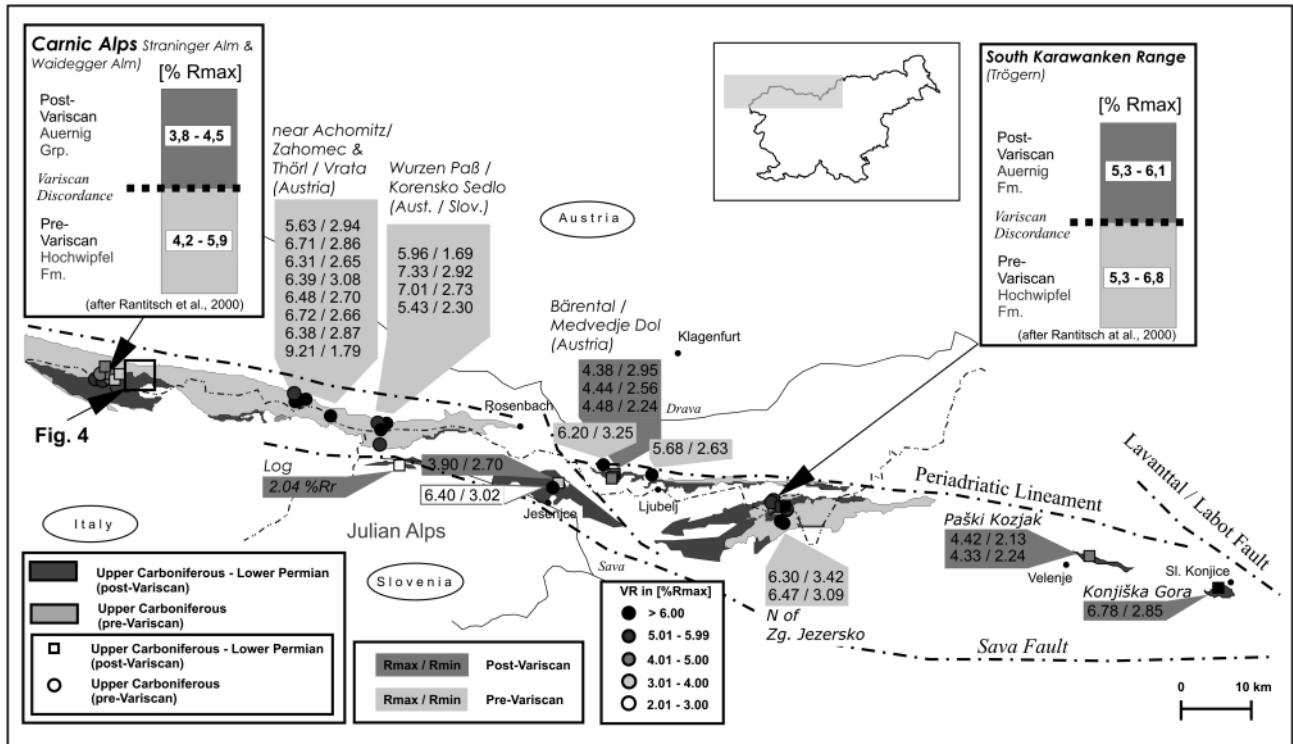 Carnic Alps Straninger Alm &
Waidegger Alm)
[% Rmax]
Post-
Variscan
Auernig
Grp.
3,8 - 4,5
Variscan
Discordance
Pre-
Variscan
Hochwipfel
Fm.
4,2 - 5,9
(after Rantitsch et al., 2000)
near Achomitz/
Zahomec &
Thörl / Vrata
(Austria)
5.63 / 2.94
6.71 / 2.86
6.31 / 2.65
6.39 / 3.08
6.48 / 2.70
6.72 / 2.66
6.38 / 2.87
9.21 / 1.79
Wurzen Paß /
Korensko Sedlo
(Aust. / Slov.)
5.96 / 1.69
7.33 / 2.92
7.01 / 2.73
5.43 / 2.30
Austria
South Karawanken Range
(Trögern)
[% Rmax]
Post-
Variscan
Auernig
Fm.
5,3 - 6,1
Variscan
Discordance
Pre-
Variscan
Hochwipfel
Fm.
5,3 - 6,8
(after Rantitsch at al., 2000)
Bärental /
Medvedje Dol
(Austria)
4.38 / 2.95
4.44 / 2.56
4.48 / 2.24
Klagenfurt
Drava
Rosenbach
6.20 / 3.25
5.68 / 2.63
Fig. 4
Log
2.04 %Rr
3.90 / 2.70
6.40 / 3.02
Jesenjce
Ljubelj
Periadriatic Lineament
Lavanttal / Labot Fault
Italy
Julian Alps
Slovenia
Sava
Paški Kozjak
4.42 / 2.13
4.33 / 2.24
Velenje
Sl. Konjice
Konjiška Gora
6.78 / 2.85
6.30 / 3.42
6.47 / 3.09
N of
Zg. Jezersko
Sava Fault
Upper Carboniferous - Lower Permian
(post-Variscan)
Upper Carboniferous
(pre-Variscan)
Upper Carboniferous - Lower Permian
(post-Variscan)
Upper Carboniferous
(pre-Variscan)
Rmax / Rmin Post-Variscan
Rmax / Rmin Pre-Variscan
VR in [%Rmax]
> 6.00
5.01 - 5.99
4.01 - 5.00
3.01 - 4.00
2.01 - 3.00
0 10 km